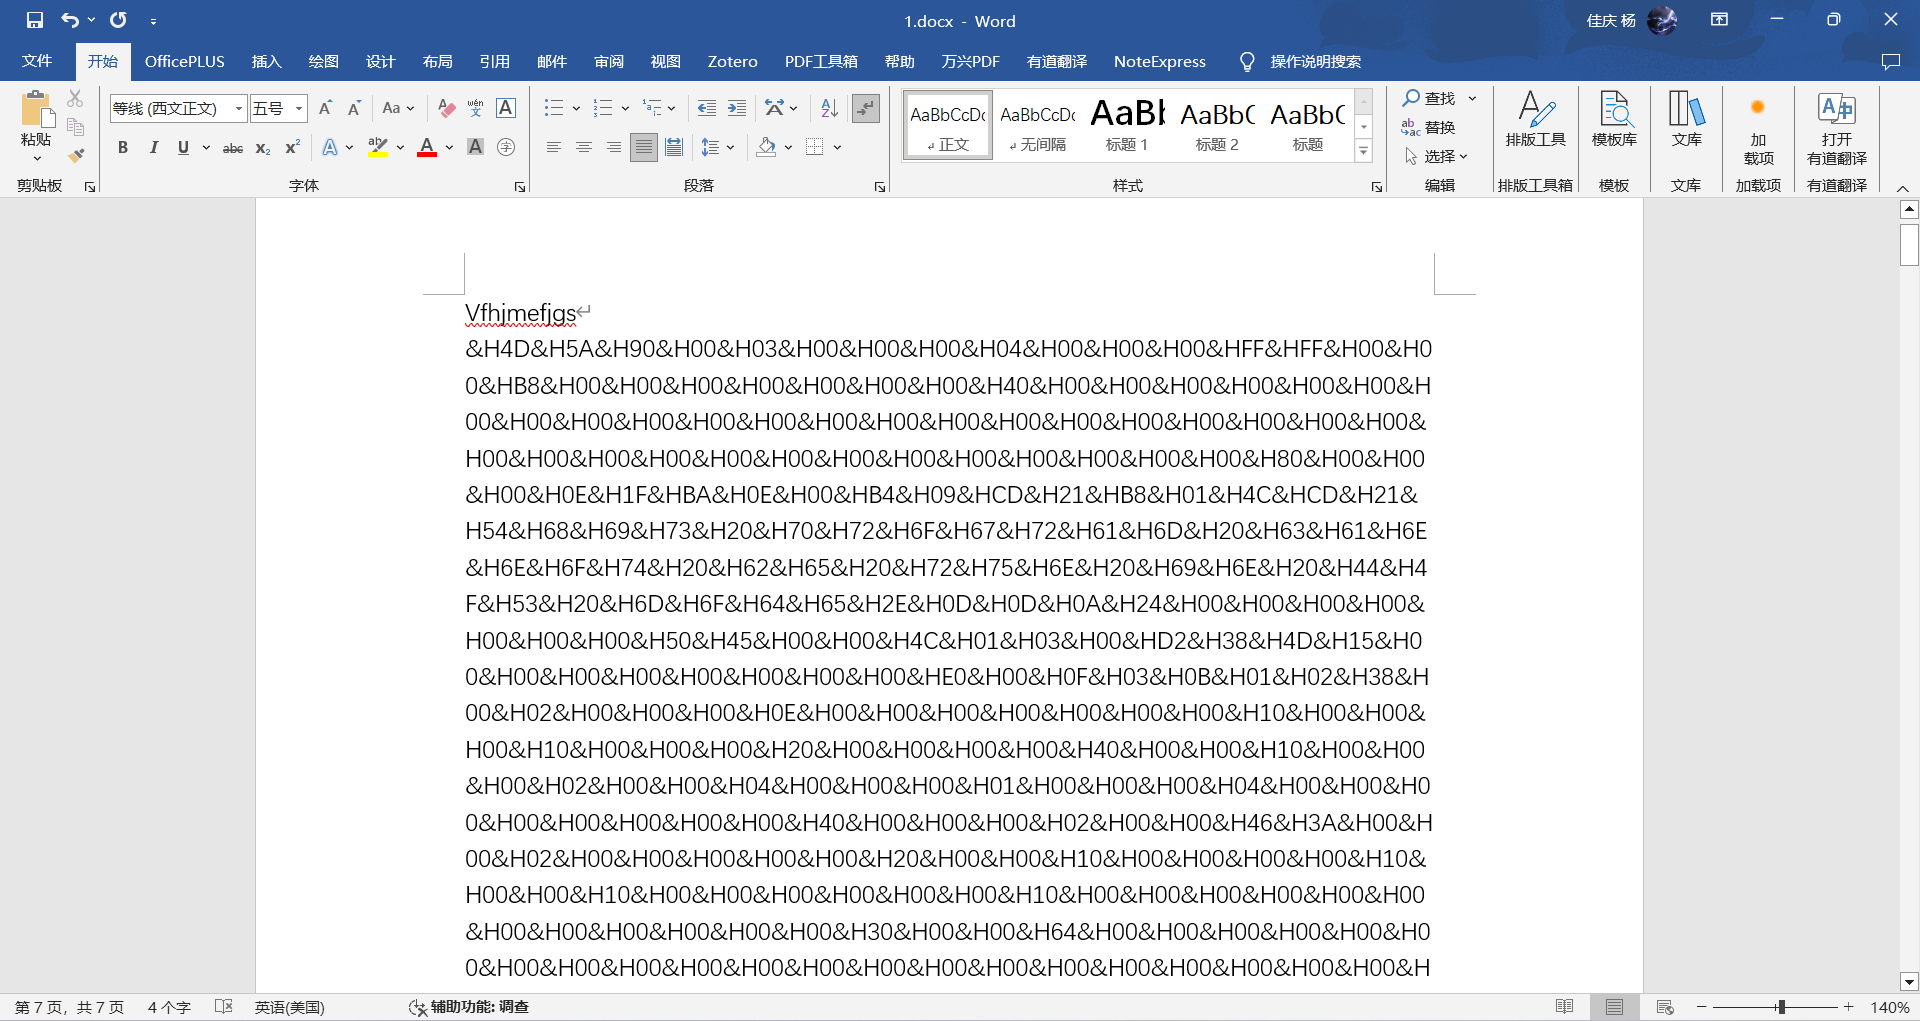 1.docx - Word
佳庆 杨
文件 开始 OfficePLUS 插入 绘图 设计 布局 引用 邮件 审阅 视图 Zotero PDF工具箱 帮助 万兴PDF 有道翻译 NoteExpress 操作说明搜索
粘贴
剪贴板
等线 (西文正文) 五号 A A Aa A wén A
B I U abc x₂ x² A ab A A 字
字体
段落
AaBbCcDc AaBbCcDc AaBb AaBbC AaBbC
正文 无间隔 标题 1 标题 2 标题
样式
查找
替换
选择
编辑
排版工具
排版工具箱
模板库
模板
文库
文库
加
载项
加载项
打开
有道翻译
有道翻译
Vfhjmefjgs
&H4D&H5A&H90&H00&H03&H00&H00&H00&H04&H00&H00&H00&HFF&HFF&H00&H0
0&HB8&H00&H00&H00&H00&H00&H00&H00&H40&H00&H00&H00&H00&H00&H00&H
00&H00&H00&H00&H00&H00&H00&H00&H00&H00&H00&H00&H00&H00&H00&H00&
H00&H00&H00&H00&H00&H00&H00&H00&H00&H00&H00&H00&H00&H80&H00&H00
&H00&H0E&H1F&HBA&H0E&H00&HB4&H09&HCD&H21&HB8&H01&H4C&HCD&H21&
H54&H68&H69&H73&H20&H70&H72&H6F&H67&H72&H61&H6D&H20&H63&H61&H6E
&H6E&H6F&H74&H20&H62&H65&H20&H72&H75&H6E&H20&H69&H6E&H20&H44&H4
F&H53&H20&H6D&H6F&H64&H65&H2E&H0D&H0D&H0A&H24&H00&H00&H00&H00&
H00&H00&H00&H50&H45&H00&H00&H4C&H01&H03&H00&HD2&H38&H4D&H15&H0
0&H00&H00&H00&H00&H00&H00&H00&HE0&H00&H0F&H03&H0B&H01&H02&H38&H
00&H02&H00&H00&H00&H0E&H00&H00&H00&H00&H00&H00&H00&H10&H00&H00&
H00&H10&H00&H00&H00&H20&H00&H00&H00&H00&H40&H00&H00&H10&H00&H00
&H00&H02&H00&H00&H04&H00&H00&H00&H01&H00&H00&H00&H04&H00&H00&H0
0&H00&H00&H00&H00&H00&H40&H00&H00&H00&H02&H00&H00&H46&H3A&H00&H
00&H02&H00&H00&H00&H00&H00&H20&H00&H00&H10&H00&H00&H00&H00&H10&
H00&H00&H10&H00&H00&H00&H00&H00&H00&H10&H00&H00&H00&H00&H00&H00
&H00&H00&H00&H00&H00&H00&H30&H00&H00&H64&H00&H00&H00&H00&H00&H0
0&H00&H00&H00&H00&H00&H00&H00&H00&H00&H00&H00&H00&H00&H00&H00&H
第 7 页，共 7 页 4 个字 英语(美国) 辅助功能: 调查 140%